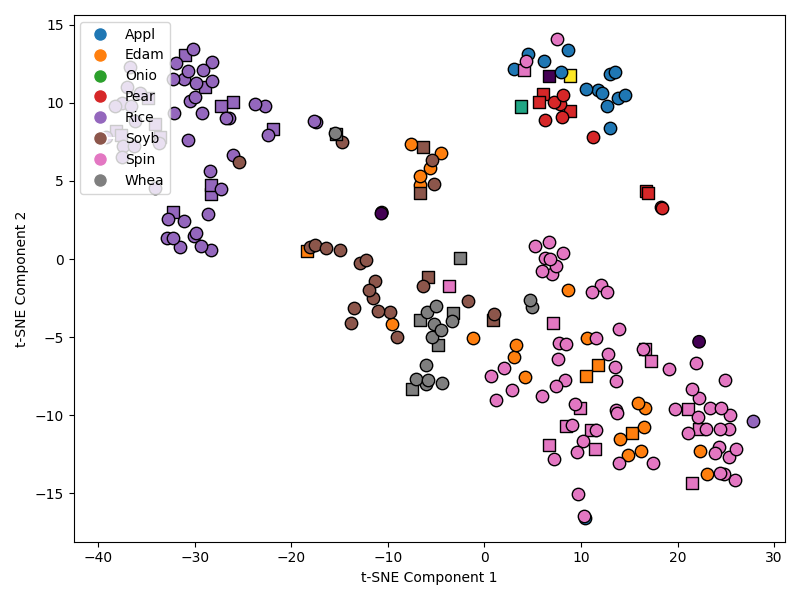 15
10
5
0
−5
−10
−15
−40
−30
−20
−10
0
10
20
30
t-SNE Component 1
t-SNE Component 2
Appl
Edam
Onio
Pear
Rice
Soyb
Spin
Whea